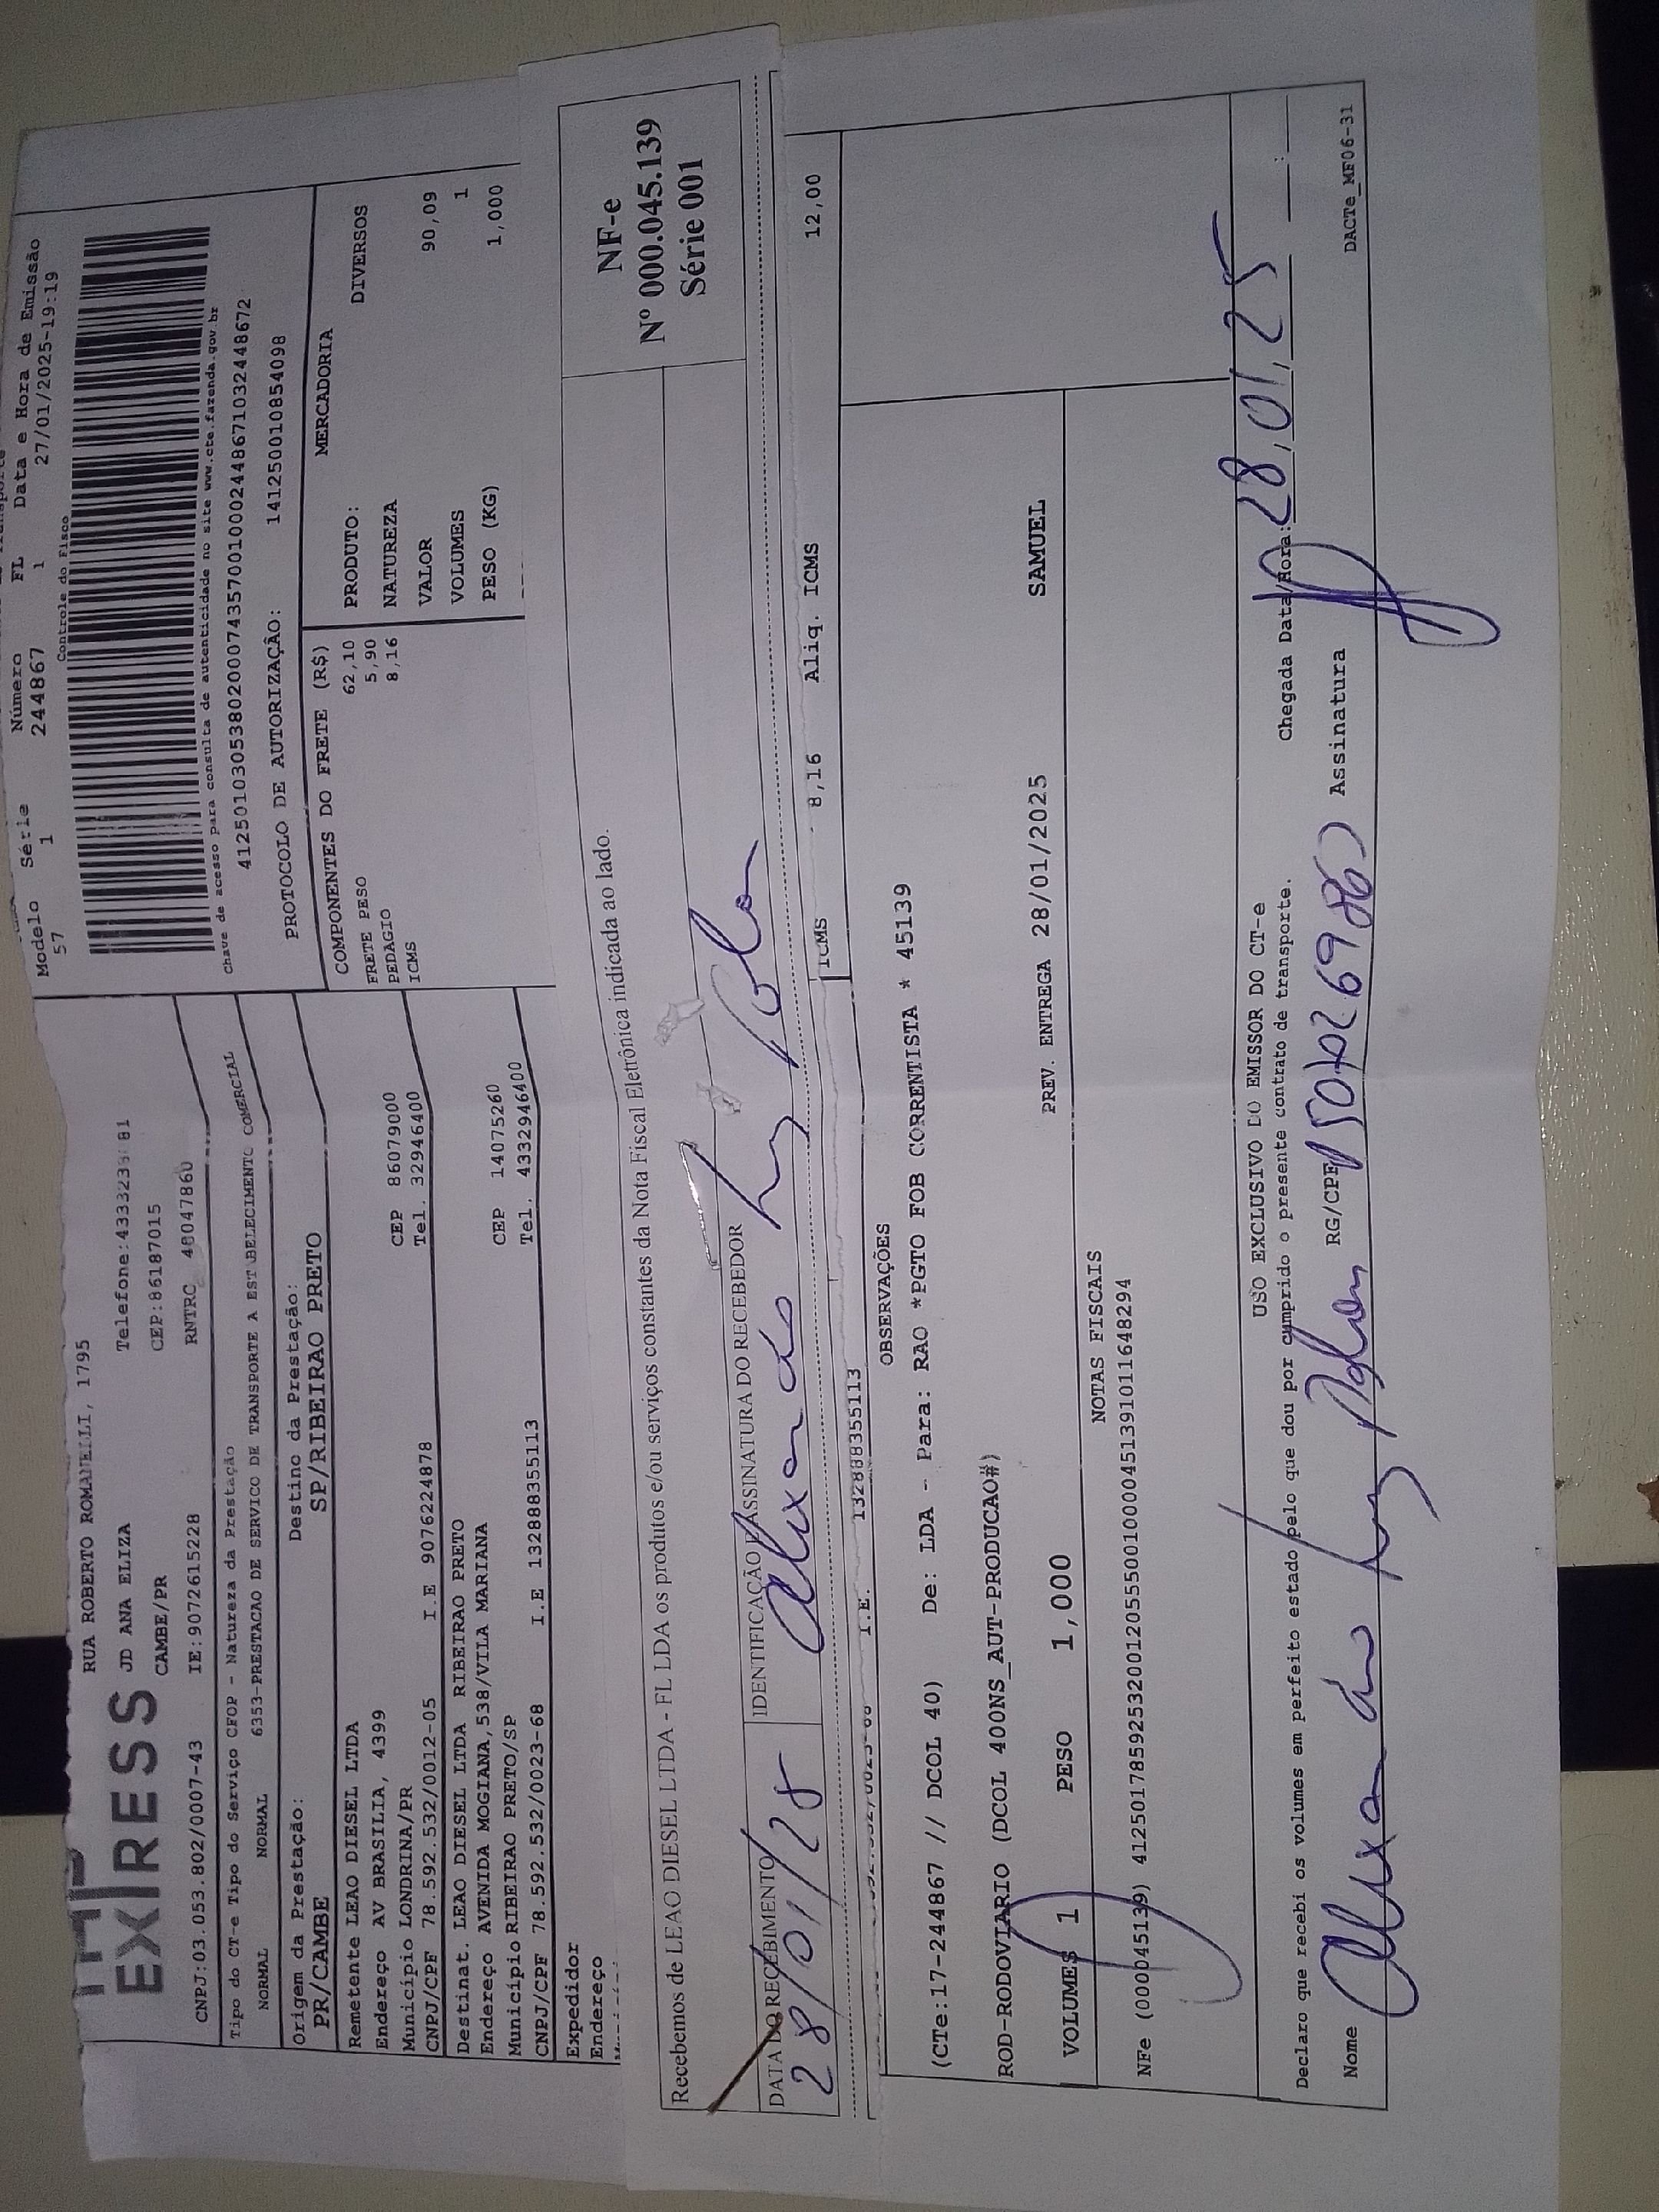 EXPRESS
RUA ROBERTO ROMANELLI, 1795
JD ANA ELIZA Telefone:43332
CAMBE/PR CEP:86187015
CNPJ:03.053.802/0007-43 IE:9072615228 RNTRC 48047860
Tipo do CT-e Tipo do Serviço CFOP - Natureza da Prestação
NORMAL NORMAL 6353-PRESTACAO DE SERVICO DE TRANSPORTE A ESTABELECIMENTO COMERCIAL
Origem da Prestação: Destino da Prestação:
PR/CAMBE SP/RIBEIRAO PRETO
Remetente LEAO DIESEL LTDA
Endereço AV BRASILIA, 4399
Município LONDRINA/PR CEP 86079000
CNPJ/CPF 78.592.532/0012-05 I.E 9076224878 Tel. 32946400
Destinat. LEAO DIESEL LTDA RIBEIRAO PRETO
Endereço AVENIDA MOGIANA,538/VILA MARIANA
Município RIBEIRAO PRETO/SP CEP 14075260
CNPJ/CPF 78.592.532/0023-68 I.E 132888355113 Tel. 4332946400
Expedidor
Endereço
Modelo Série Número FL Data e Hora de Emissão
57 1 244867 1 27/01/2025-19:19
Controle do Fisco
Chave de acesso para consulta de autenticidade no site www.cte.fazenda.gov.br
41250103053802000743570010002448671032448672
PROTOCOLO DE AUTORIZAÇÃO: 141250010854098
COMPONENTES DO FRETE (R$)
FRETE PESO 62,10
PEDAGIO 5,90
ICMS 8,16
MERCADORIA
PRODUTO: DIVERSOS
NATUREZA
VALOR 90,09
VOLUMES 1
PESO (KG) 1,000
Recebemos de LEAO DIESEL LTDA - FL LDA os produtos e/ou serviços constantes da Nota Fiscal Eletrônica indicada ao lado.
NF-e
Nº 000.045.139
Série 001
DATA DO RECEBIMENTO IDENTIFICAÇÃO E ASSINATURA DO RECEBEDOR
28/01/25
I.E. 132888355113 ICMS 8,16 Aliq. ICMS 12,00
OBSERVAÇÕES
(CTe:17-244867 // DCOL 40) De: LDA - Para: RAO *PGTO FOB CORRENTISTA * 45139
ROD-RODOVIARIO (DCOL 400NS_AUT-PRODUCAO#)
VOLUMES 1 PESO 1,000 PREV. ENTREGA 28/01/2025 SAMUEL
NOTAS FISCAIS
NFe (000045139) 41250178592532001205550010000451391011648294
USO EXCLUSIVO DO EMISSOR DO CT-e
Declaro que recebi os volumes em perfeito estado pelo que dou por cumprido o presente contrato de transporte.
Chegada Data/Hora: 28/01/25 __:__
Nome RG/CPF Assinatura
DACTe_MF06-31